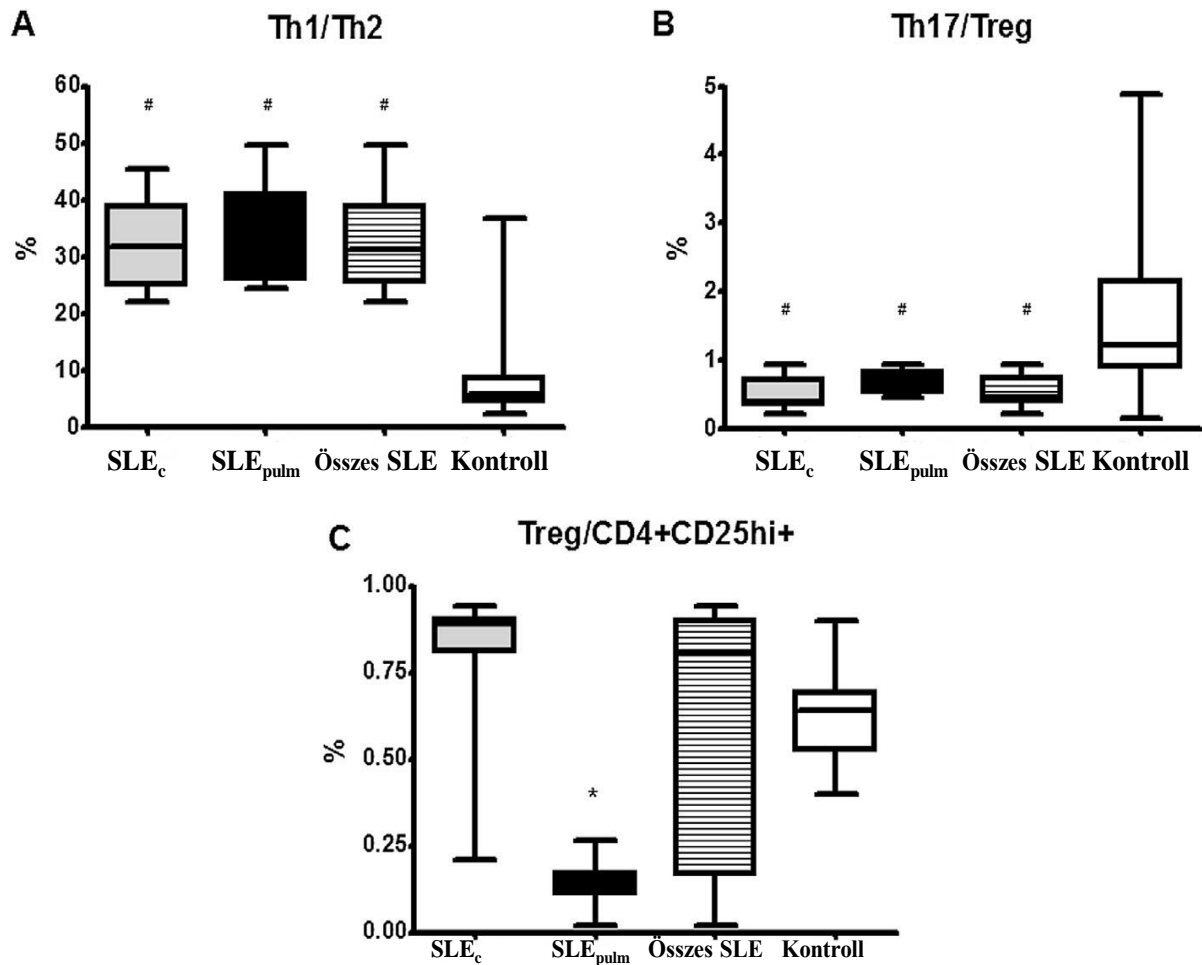 A
Th1/Th2
60
50
40
30
20
10
0
%
# # #
SLEc SLEpulm Összes SLE Kontroll
B
Th17/Treg
5
4
3
2
1
0
%
# # #
SLEc SLEpulm Összes SLE Kontroll
C
Treg/CD4+CD25hi+
1.00
0.75
0.50
0.25
0.00
%
*
SLEc SLEpulm Összes SLE Kontroll